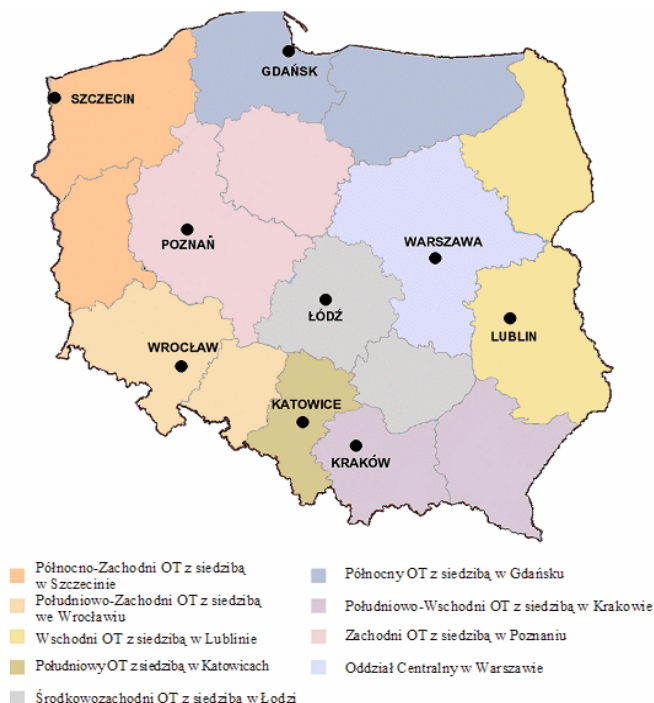 GDAŃSK
SZCZECIN
POZNAŃ
WARSZAWA
ŁÓDŹ
LUBLIN
WROCŁAW
KATOWICE
KRAKÓW
Północno-Zachodni OT z siedzibą
w Szczecinie
Południowo-Zachodni OT z siedzibą
we Wrocławiu
Wschodni OT z siedzibą w Lublinie
Południowy OT z siedzibą w Katowicach
Środkowozachodni OT z siedzibą w Łodzi
Północny OT z siedzibą w Gdańsku
Południowo-Wschodni OT z siedzibą w Krakowie
Zachodni OT z siedzibą w Poznaniu
Oddział Centralny w Warszawie